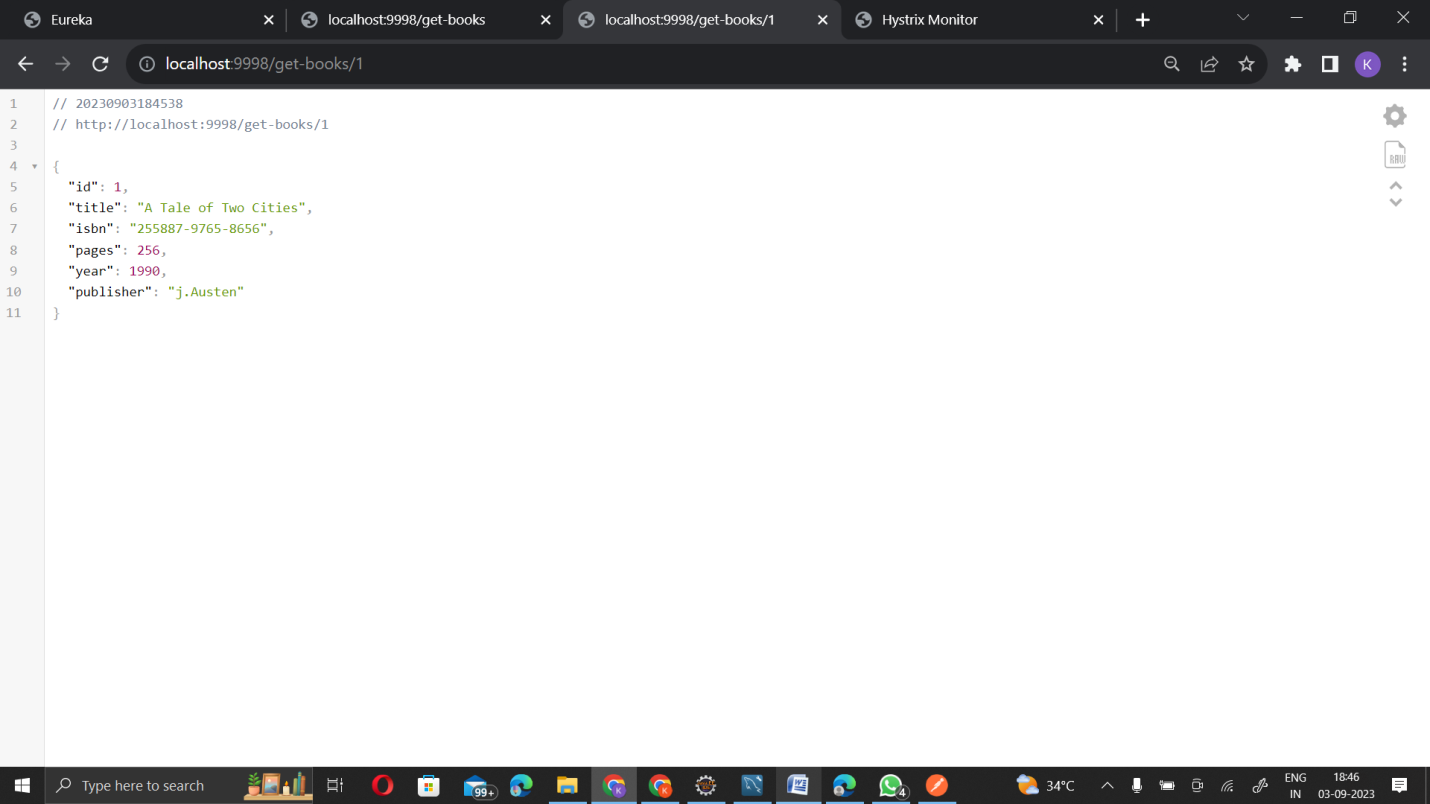 Eureka
localhost:9998/get-books
localhost:9998/get-books/1
Hystrix Monitor
localhost:9998/get-books/1
K
1 // 20230903184538
2 // http://localhost:9998/get-books/1
3
4 {
5 "id": 1,
6 "title": "A Tale of Two Cities",
7 "isbn": "255887-9765-8656",
8 "pages": 256,
9 "year": 1990,
10 "publisher": "j.Austen"
11 }
RAW
Type here to search
99+
K
K
W
4
34°C
ENG
IN
18:46
03-09-2023